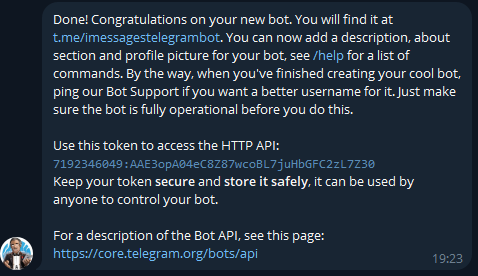 Done! Congratulations on your new bot. You will find it at
t.me/imessagestelegrambot. You can now add a description, about
section and profile picture for your bot, see /help for a list of
commands. By the way, when you've finished creating your cool bot,
ping our Bot Support if you want a better username for it. Just make
sure the bot is fully operational before you do this.

Use this token to access the HTTP API:
7192346049:AAE3opA04eC8Z87wcoBL7juHbGFC2zL7Z30
Keep your token secure and store it safely, it can be used by
anyone to control your bot.

For a description of the Bot API, see this page:
https://core.telegram.org/bots/api
19:23